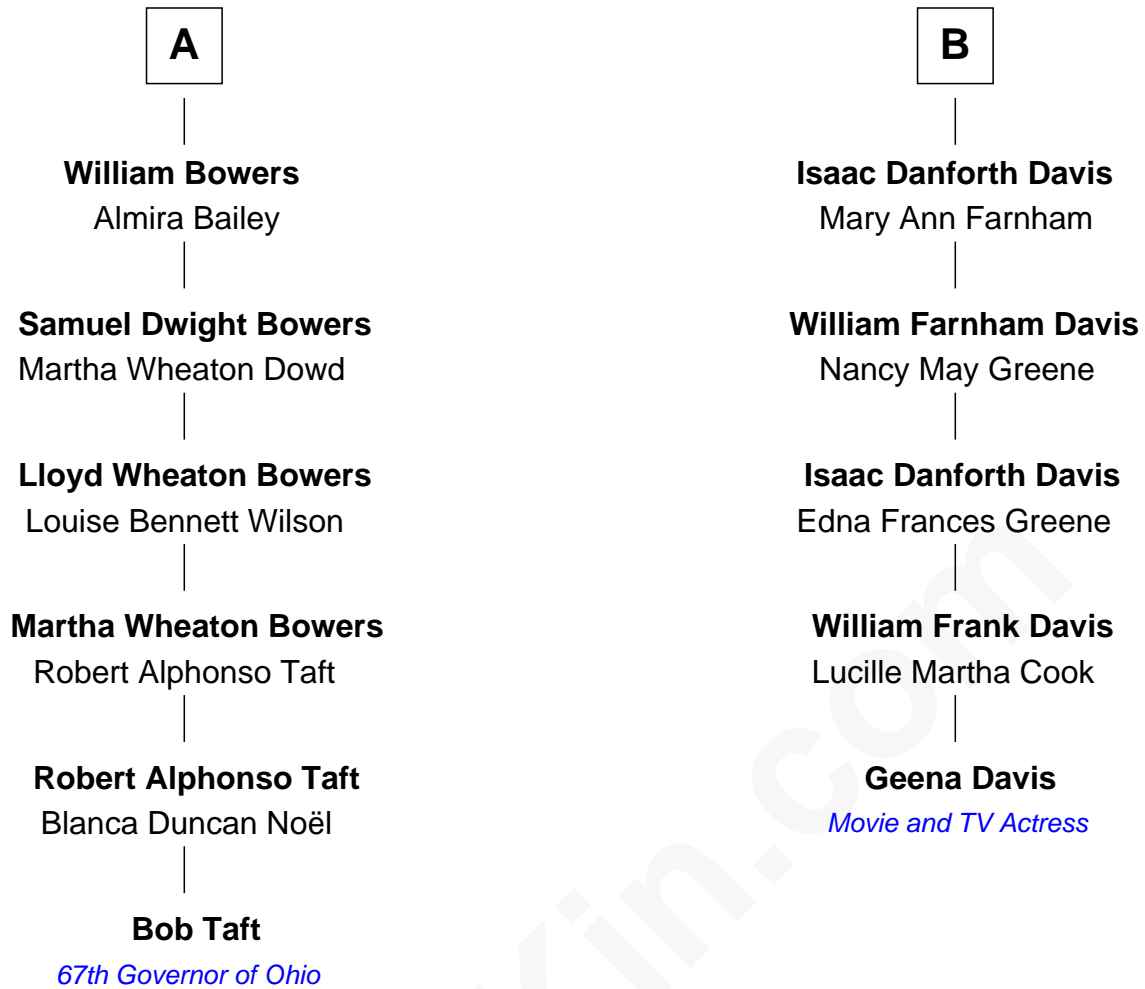 A
William Bowers
Almira Bailey
Samuel Dwight Bowers
Martha Wheaton Dowd
Lloyd Wheaton Bowers
Louise Bennett Wilson
Martha Wheaton Bowers
Robert Alphonso Taft
Robert Alphonso Taft
Blanca Duncan Noël
Bob Taft
67th Governor of Ohio
B
Isaac Danforth Davis
Mary Ann Farnham
William Farnham Davis
Nancy May Greene
Isaac Danforth Davis
Edna Frances Greene
William Frank Davis
Lucille Martha Cook
Geena Davis
Movie and TV Actress
Kin.com